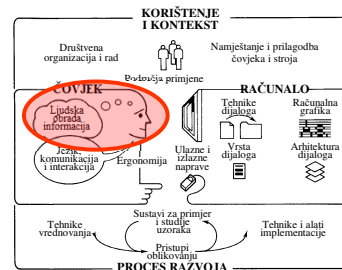 KORIŠTENJE
I KONTEKST
Društvena
organizacija i rad
Namještanje i prilagodba
čovjeka i stroja
Područja primjene
ČOVJEK
RAČUNALO
Ljudska
obrada
informacija
Jezik,
komunikacija
i interakcija
Ergonomija
Tehnike
dijaloga
Računalna
grafika
Ulazne i
izlazne
naprave
Vrsta
dijaloga
Arhitektura
dijaloga
Tehnike
vrednovanja
Sustavi za primjer
i studije
uzoraka
Tehnike i alati
implementacije
Pristupi
oblikovanju
PROCES RAZVOJA